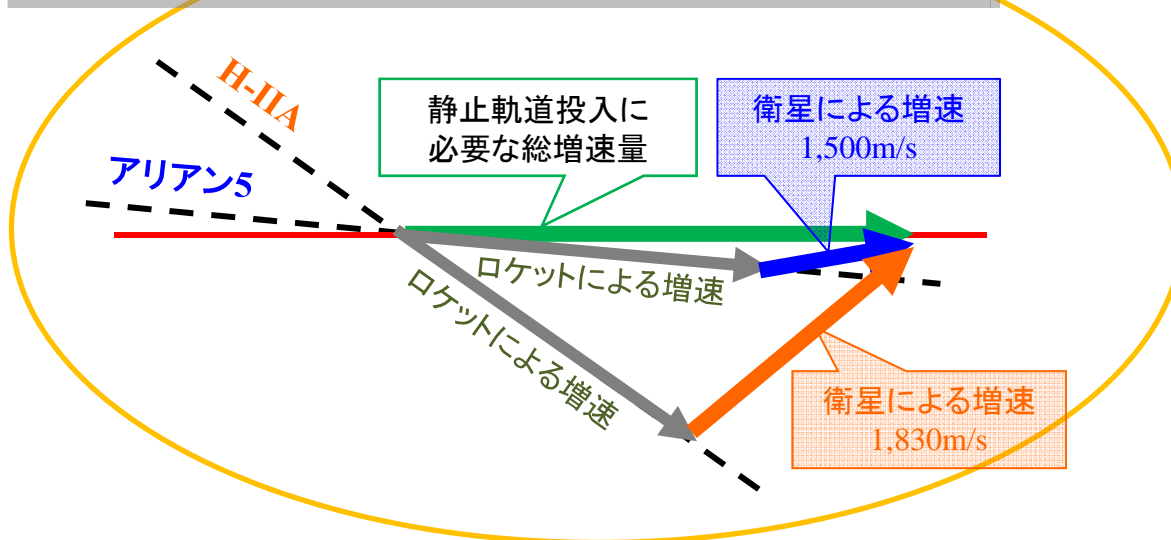 H-IIA
静止軌道投入に
必要な総増速量
衛星による増速
1,500m/s
アリアン5
ロケットによる増速
ロケットによる増速
衛星による増速
1,830m/s